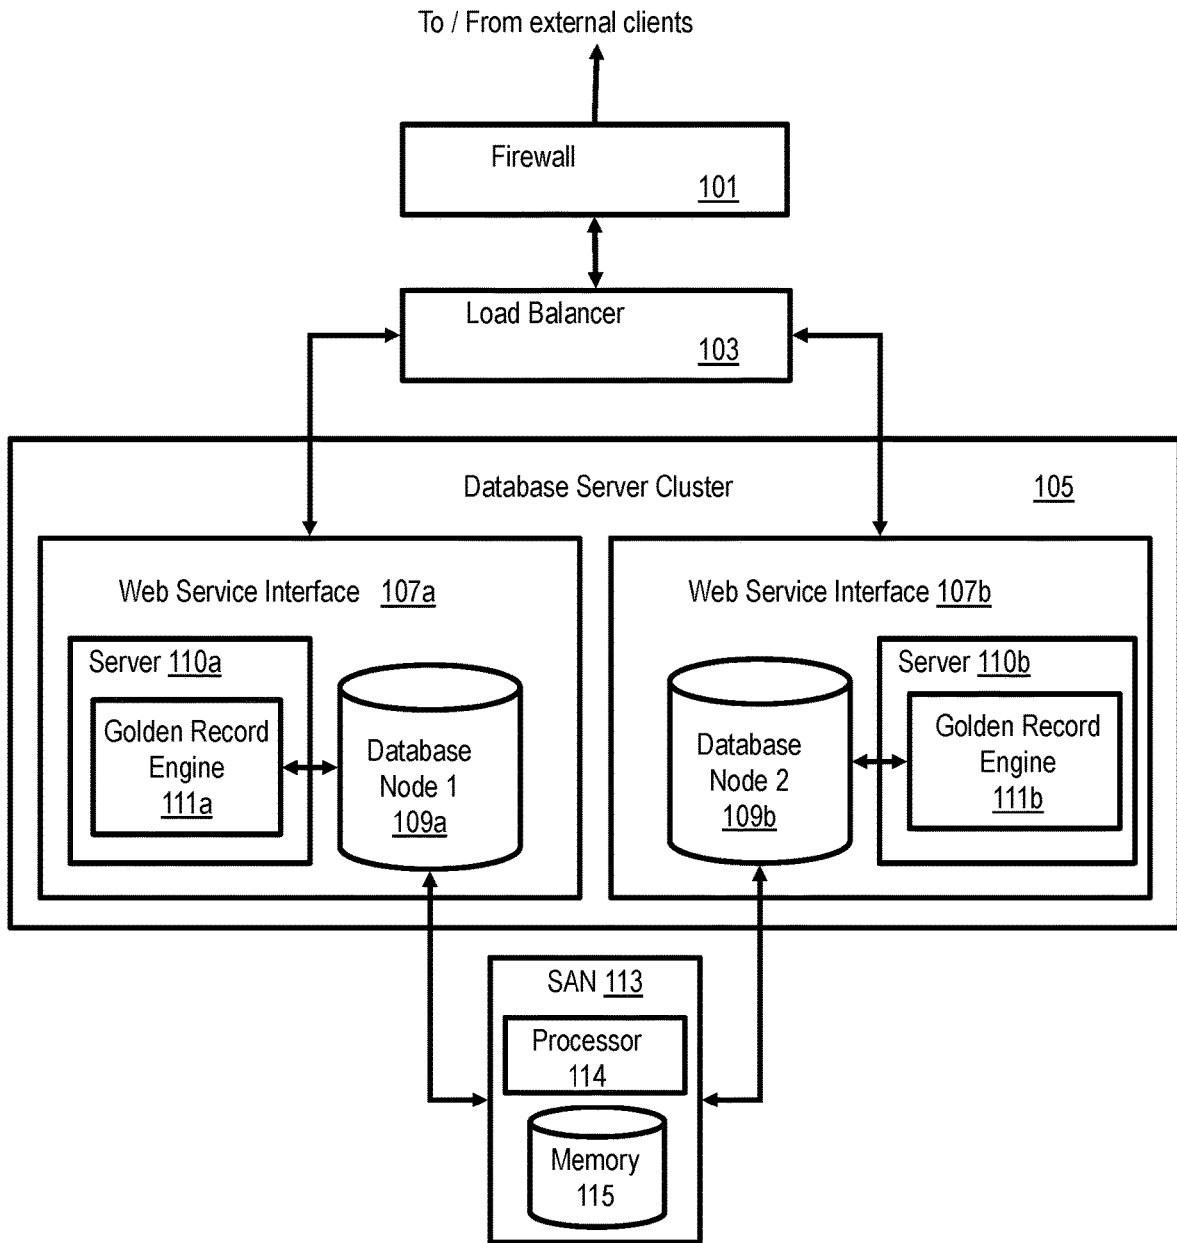 To / From external clients
Firewall
101
Load Balancer
103
Database Server Cluster 105
Web Service Interface 107a
Server 110a
Golden Record
Engine
111a
Database
Node 1
109a
Web Service Interface 107b
Database
Node 2
109b
Server 110b
Golden Record
Engine
111b
SAN 113
Processor
114
Memory
115